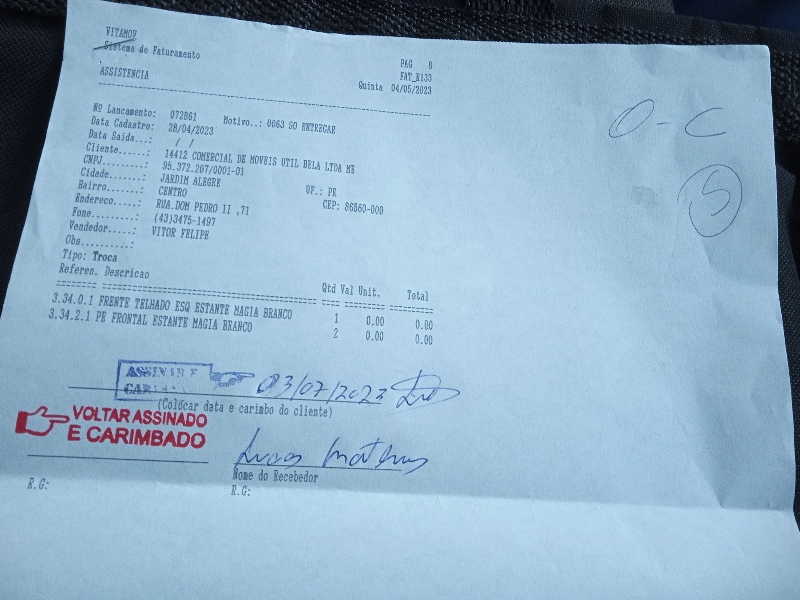 VITAMOV
Sistema de Faturamento
PAG 8
FAT_R133
ASSISTENCIA
Quinta 04/05/2023
Nº Lancamento: 072861 Motivo..: 0063 SO ENTREGAR
Data Cadastro: 28/04/2023
Data Saida...: / /
Cliente......: 14412 COMERCIAL DE MOVEIS UTIL BELA LTDA ME
CNPJ.........: 95.372.207/0001-01
Cidade.......: JARDIM ALEGRE UF.: PR
Bairro.......: CENTRO CEP: 86860-000
Endereco.....: RUA.DOM PEDRO II ,71
Fone.........: (43)3475-1497
Vendedor.....: VITOR FELIPE
Obs..........:
Tipo: Troca
Referen. Descricao Qtd Val Unit. Total
3.34.0.1 FRENTE TELHADO ESQ ESTANTE MAGIA BRANCO 1 0.00 0.00
3.34.2.1 PE FRONTAL ESTANTE MAGIA BRANCO 2 0.00 0.00
O-C
5
ASSINAR E
03/07/2023
(Colocar data e carimbo do cliente)
VOLTAR ASSINADO
E CARIMBADO
Lucas Matheus
Nome do Recebedor
R.G: R.G: